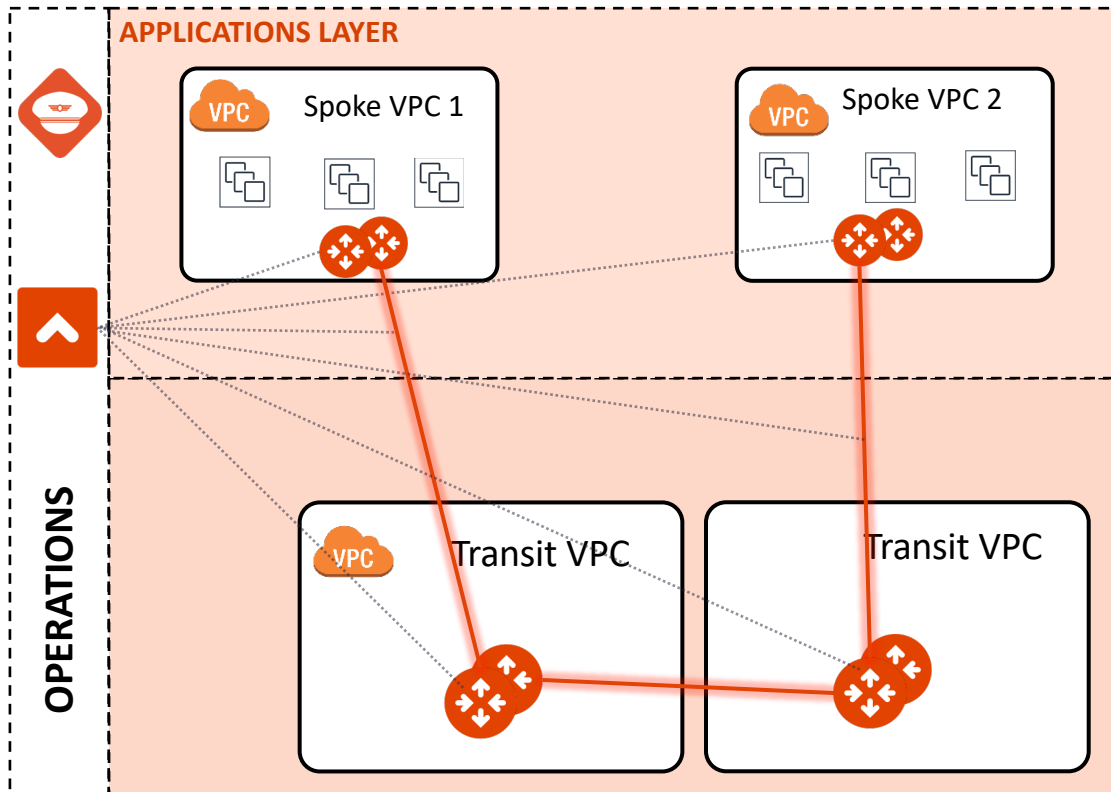 APPLICATIONS LAYER
VPC
Spoke VPC 1
VPC
Spoke VPC 2
OPERATIONS
VPC
Transit VPC
Transit VPC